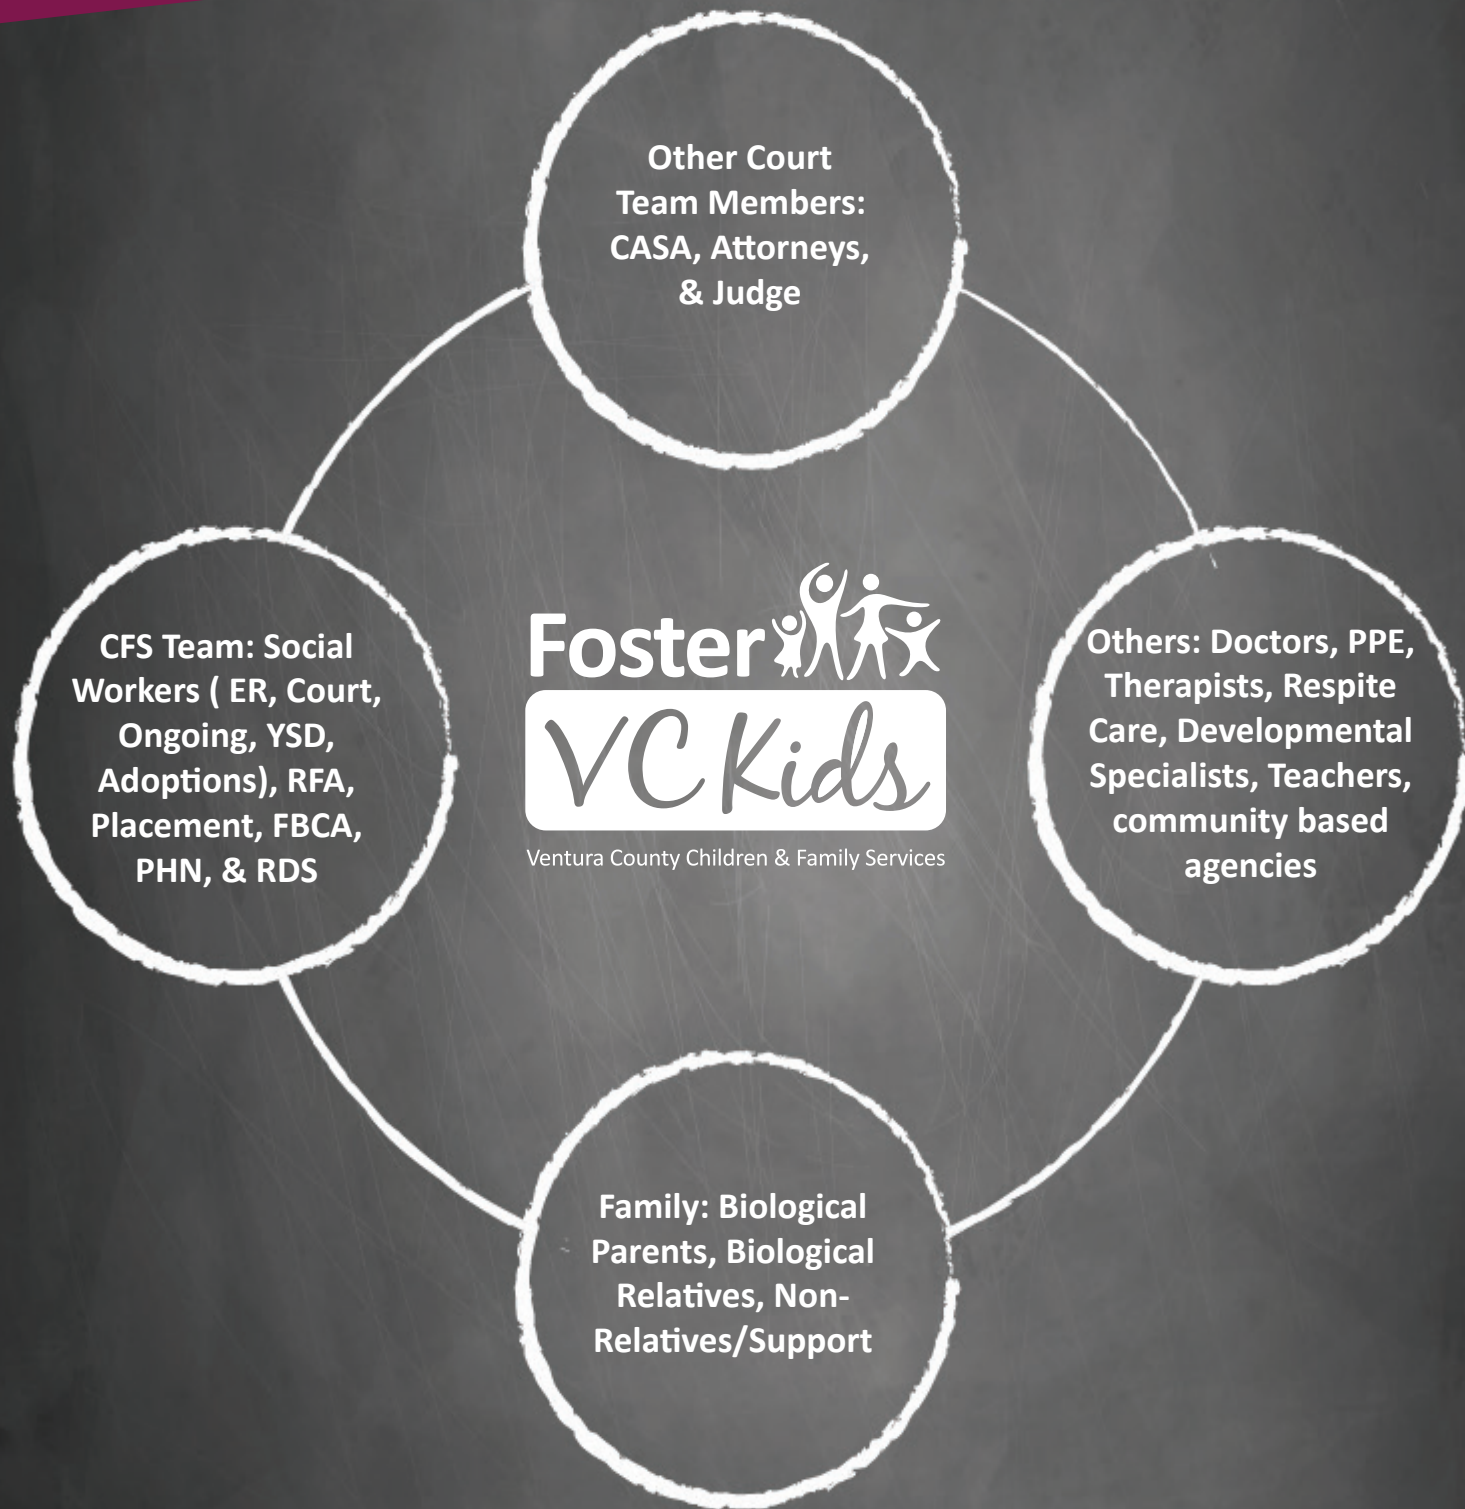 Other Court
Team Members:
CASA, Attorneys,
& Judge
CFS Team: Social
Workers ( ER, Court,
Ongoing, YSD,
Adoptions), RFA,
Placement, FBCA,
PHN, & RDS
Foster
VC Kids
Ventura County Children & Family Services
Others: Doctors, PPE,
Therapists, Respite
Care, Developmental
Specialists, Teachers,
community based
agencies
Family: Biological
Parents, Biological
Relatives, Non-
Relatives/Support